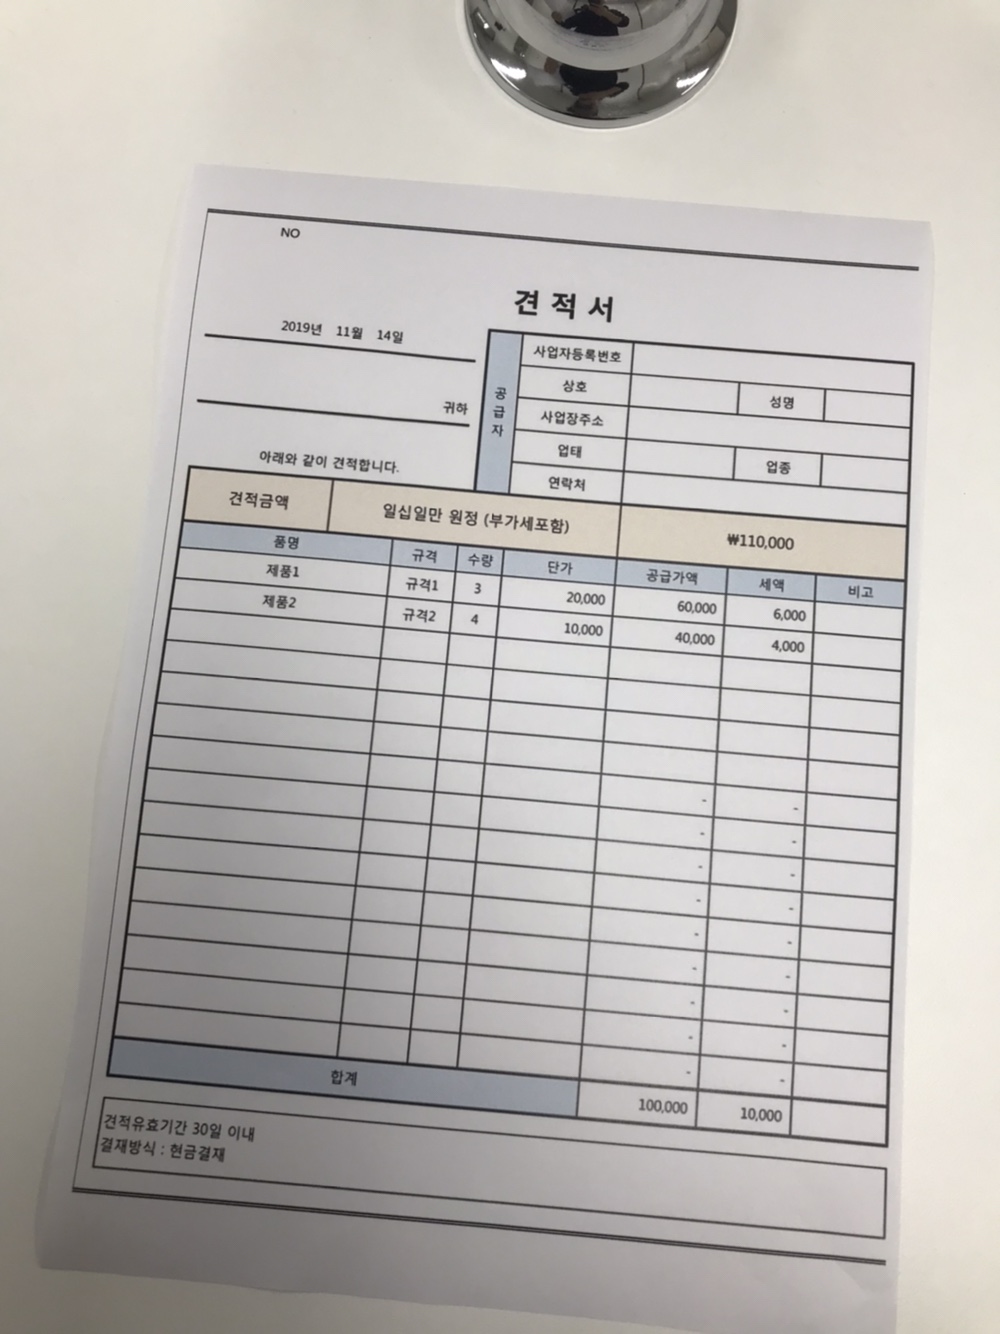 NO
견적서
2019년 11월 14일
귀하
아래와 같이 견적합니다.
공급자
사업자등록번호
상호 성명
사업장주소
업태 업종
연락처
견적금액 일십일만 원정 (부가세포함) ₩110,000
품명 규격 수량 단가 공급가액 세액 비고
제품1 규격1 3 20,000 60,000 6,000
제품2 규격2 4 10,000 40,000 4,000
- -
- -
- -
- -
- -
- -
- -
- -
- -
합계 100,000 10,000
견적유효기간 30일 이내
결재방식 : 현금결재